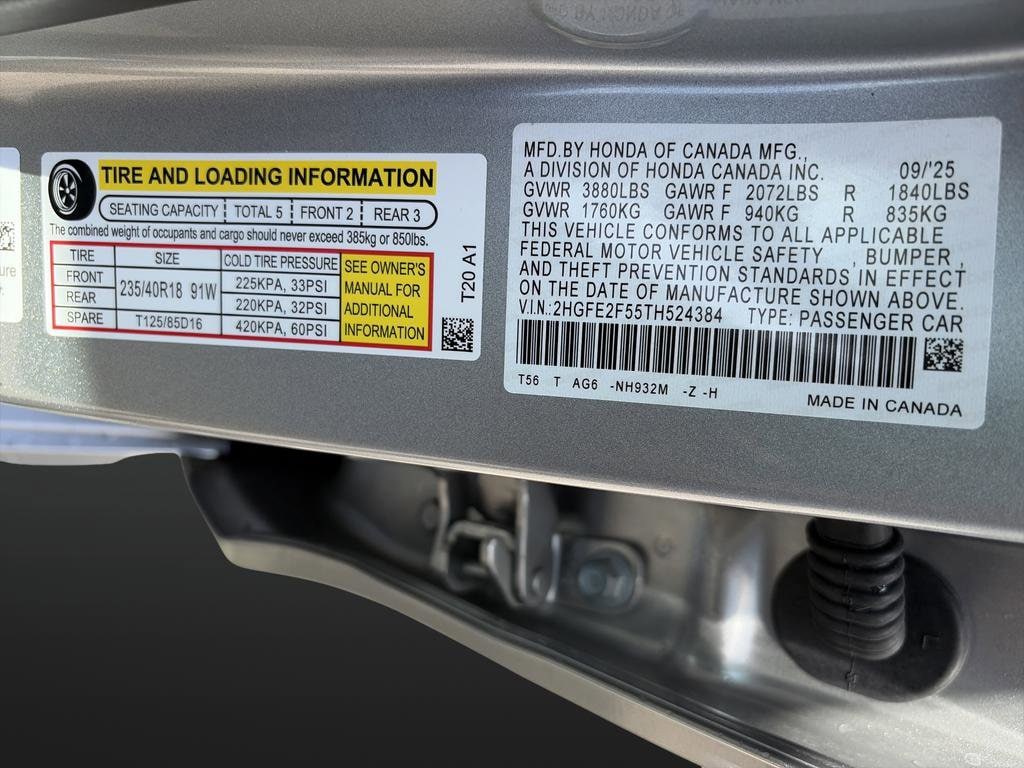 TIRE AND LOADING INFORMATION
SEATING CAPACITY TOTAL 5 FRONT 2 REAR 3
The combined weight of occupants and cargo should never exceed 385kg or 850lbs.
TIRE SIZE COLD TIRE PRESSURE SEE OWNER'S MANUAL FOR ADDITIONAL INFORMATION
FRONT 235/40R18 91W 225KPA, 33PSI
REAR 220KPA, 32PSI
SPARE T125/85D16 420KPA, 60PSI
T20 A1
MFD.BY HONDA OF CANADA MFG.,
A DIVISION OF HONDA CANADA INC. 09/'25
GVWR 3880LBS GAWR F 2072LBS R 1840LBS
GVWR 1760KG GAWR F 940KG R 835KG
THIS VEHICLE CONFORMS TO ALL APPLICABLE
FEDERAL MOTOR VEHICLE SAFETY , BUMPER ,
AND THEFT PREVENTION STANDARDS IN EFFECT
ON THE DATE OF MANUFACTURE SHOWN ABOVE.
V.I.N.:2HGFE2F55TH524384 TYPE: PASSENGER CAR
T56 T AG6 -NH932M -Z -H
MADE IN CANADA